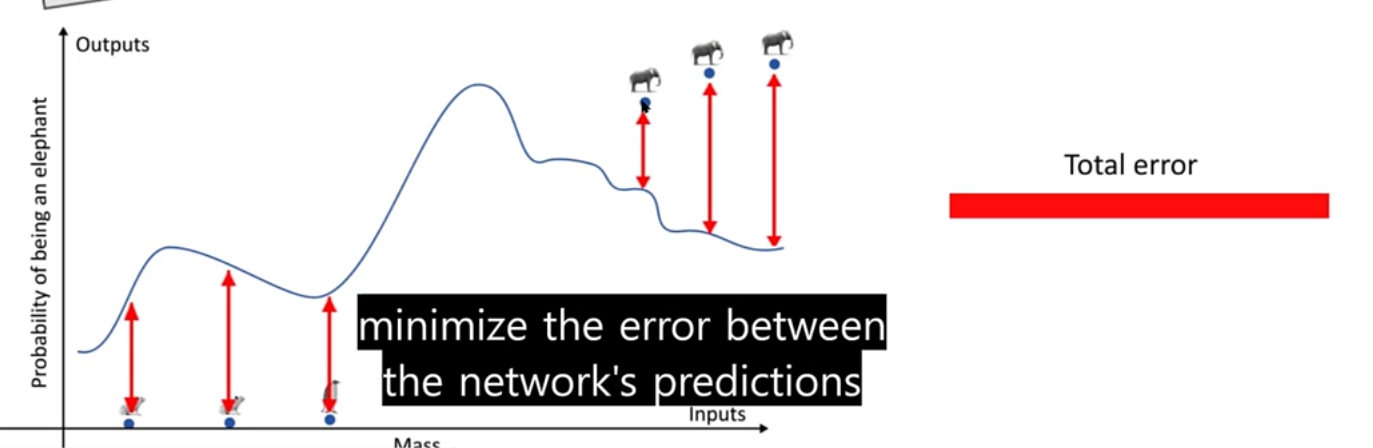 Outputs
Probability of being an elephant
Total error
minimize the error between
the network's predictions
Inputs
Mass